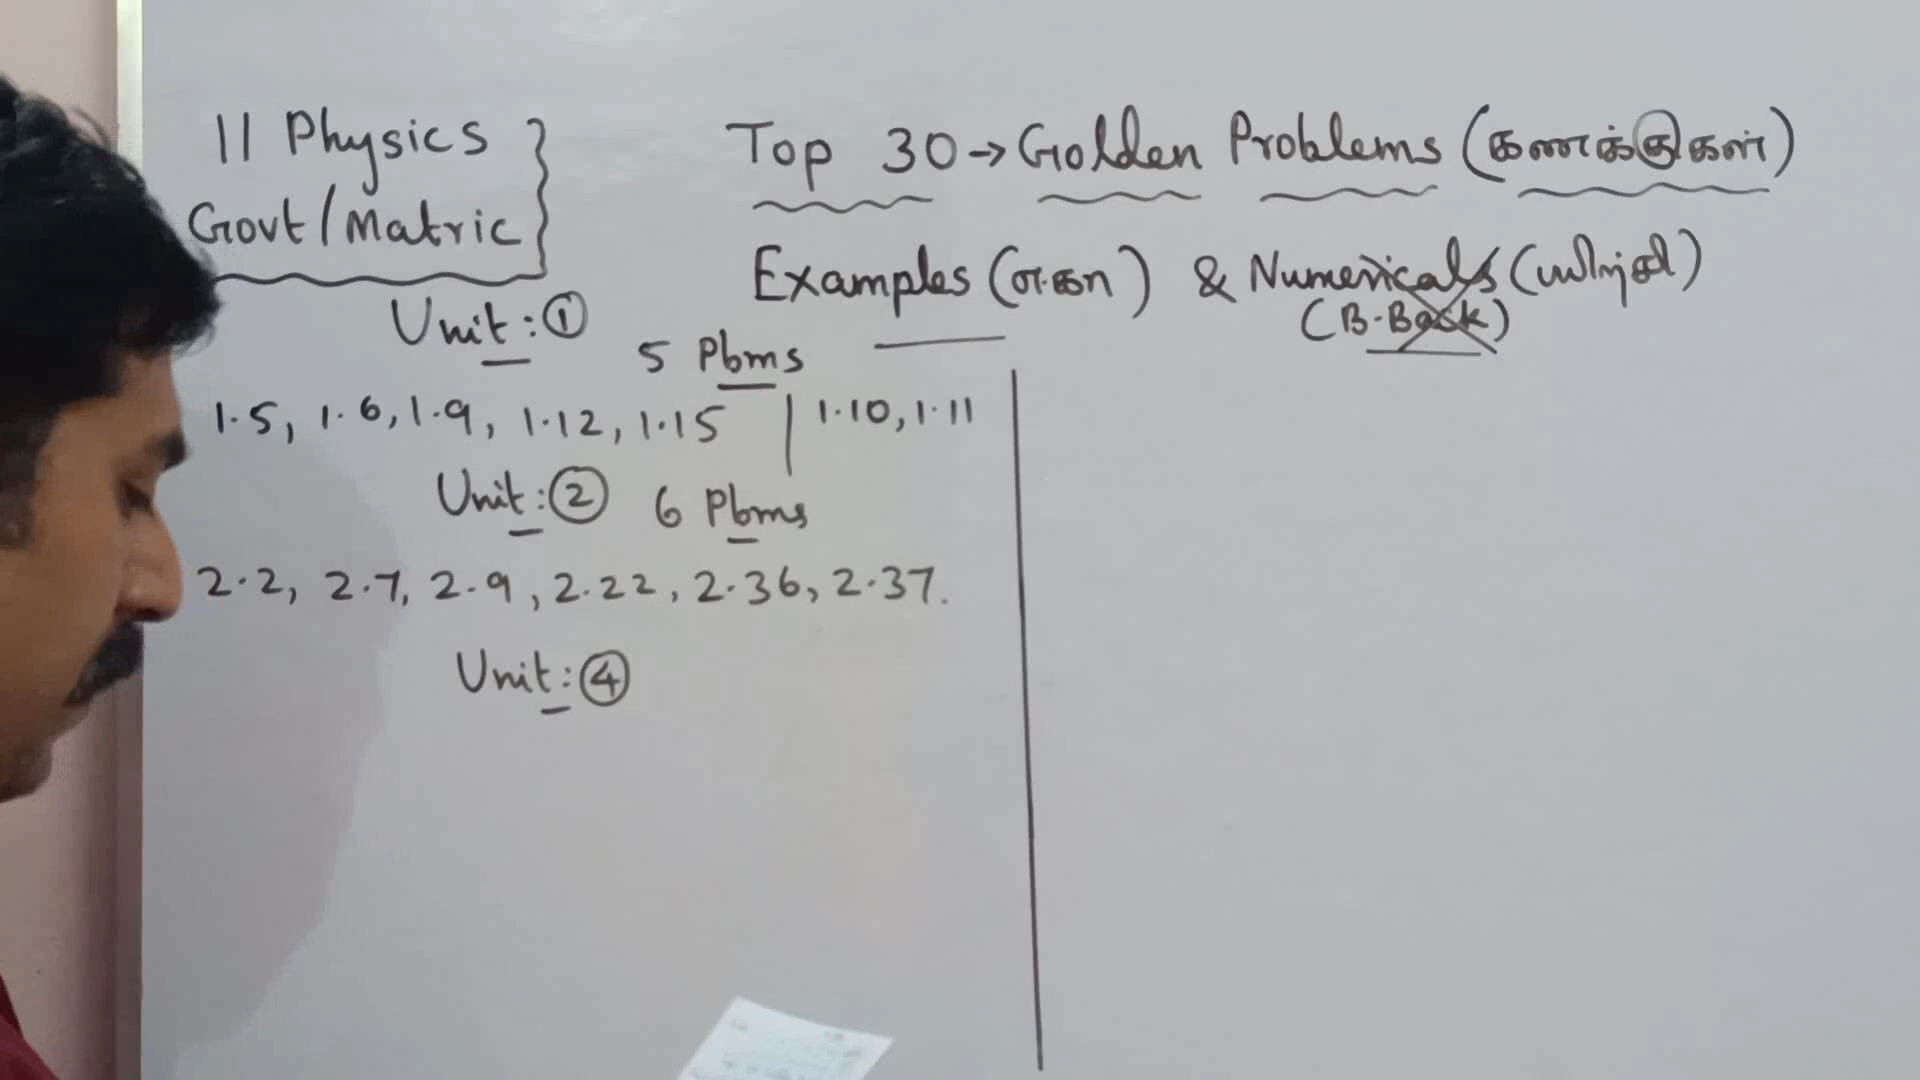 11 Physics
Govt/Matric
Top 30→Golden Problems (கணக்குகள்)
Examples (எ.கா) & Numericals (பயிற்சி)
(B.Back)
Unit:①
5 Pbms
1.5, 1.6, 1.9, 1.12, 1.15 | 1.10, 1.11
Unit:② 6 Pbms
2.2, 2.7, 2.9, 2.22, 2.36, 2.37.
Unit:④